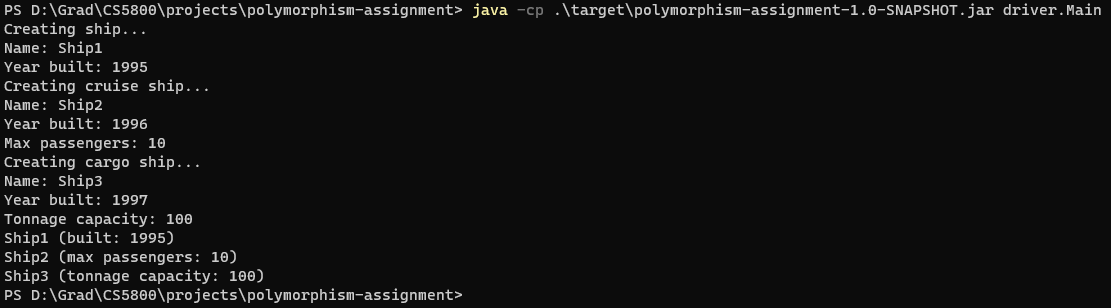 PS D:\Grad\CS5800\projects\polymorphism-assignment> java -cp .\target\polymorphism-assignment-1.0-SNAPSHOT.jar driver.Main
Creating ship...
Name: Ship1
Year built: 1995
Creating cruise ship...
Name: Ship2
Year built: 1996
Max passengers: 10
Creating cargo ship...
Name: Ship3
Year built: 1997
Tonnage capacity: 100
Ship1 (built: 1995)
Ship2 (max passengers: 10)
Ship3 (tonnage capacity: 100)
PS D:\Grad\CS5800\projects\polymorphism-assignment>